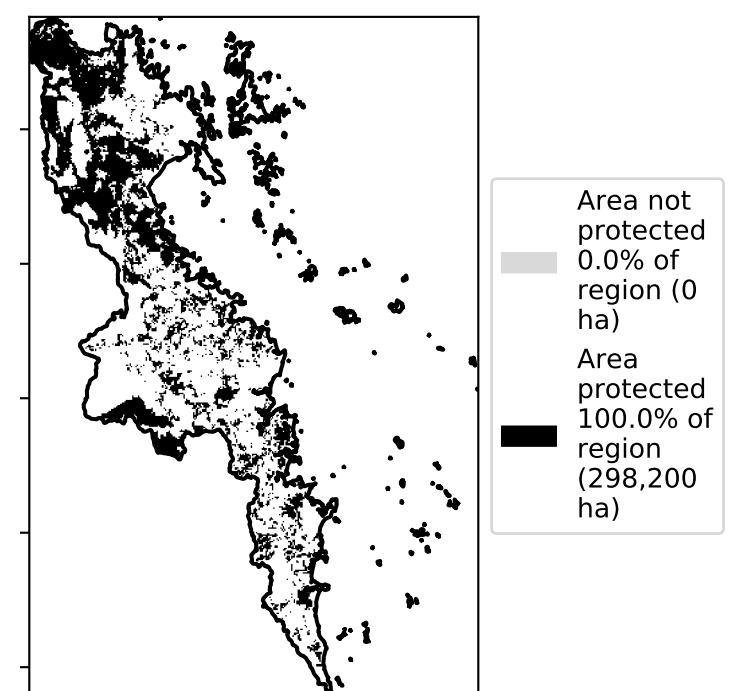 Area not
protected
0.0% of
region (0
ha)
Area
protected
100.0% of
region
(298,200
ha)